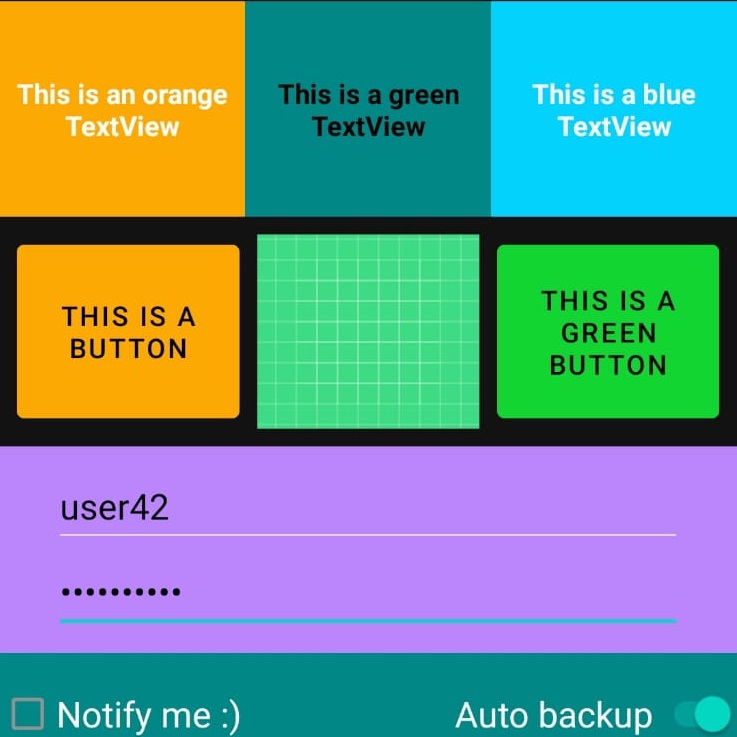 This is an orange
TextView
This is a green
TextView
This is a blue
TextView
THIS IS A
BUTTON
THIS IS A
GREEN
BUTTON
user42
••••••••••
Notify me :)
Auto backup